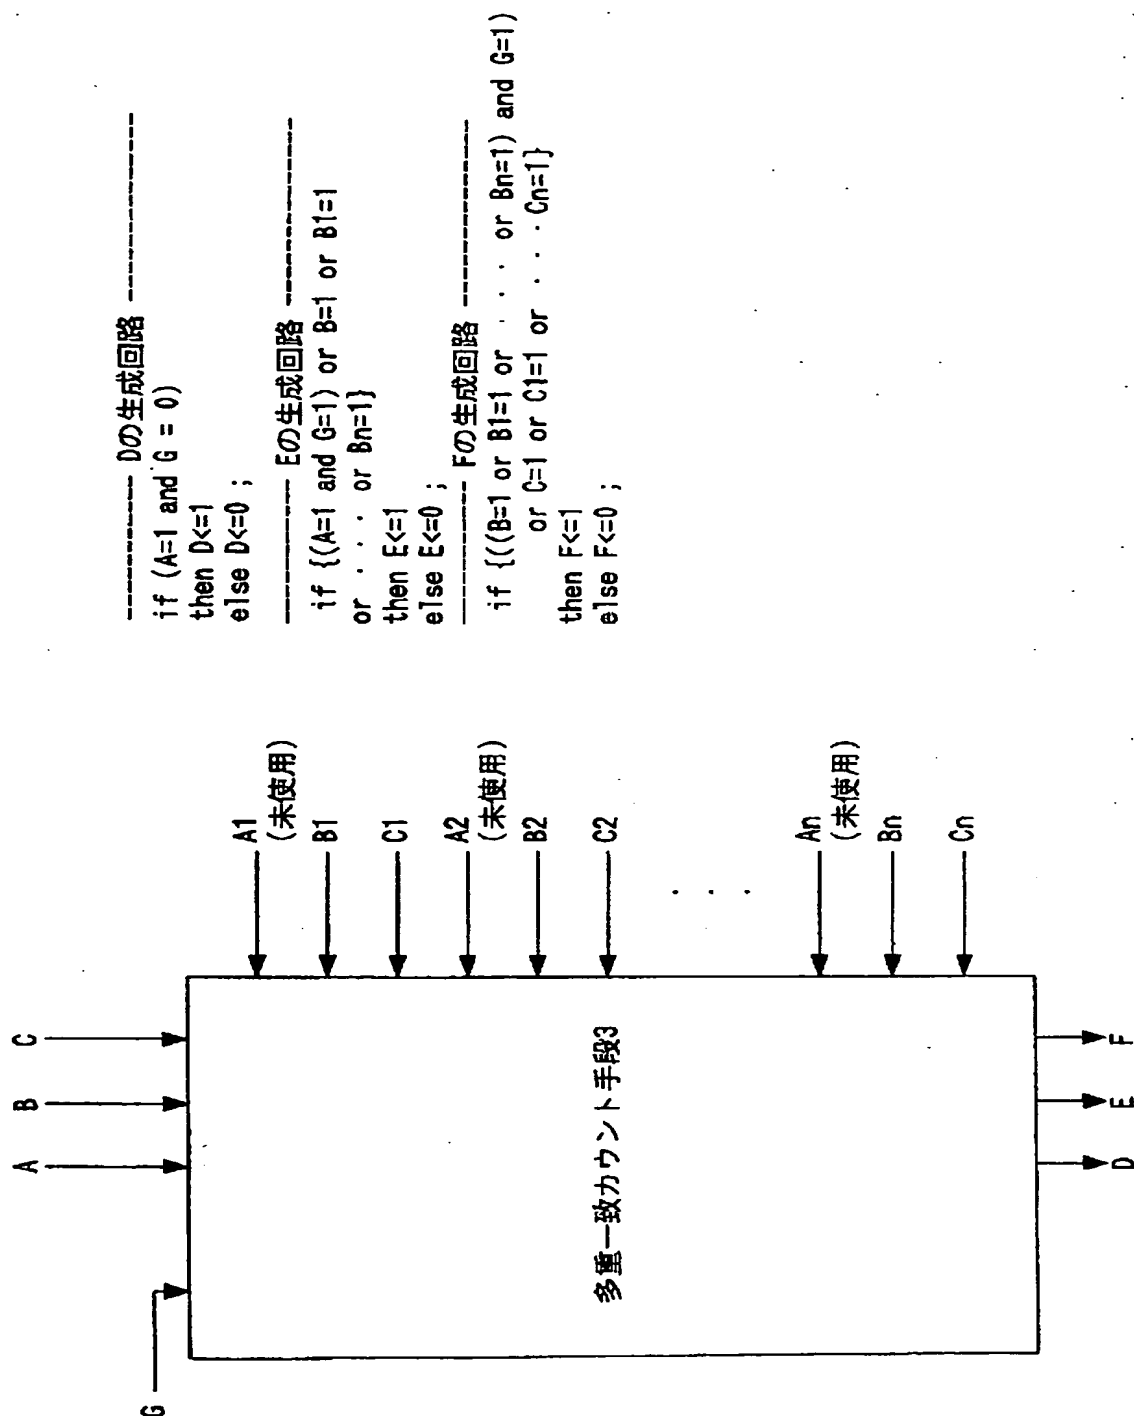 ------------ Dの生成回路 ----------------
if (A=1 and G = 0)
then D<=1
else D<=0 ;
------------ Eの生成回路 ----------------
if {(A=1 and G=1) or B=1 or B1=1
or ・・・ or Bn=1}
then E<=1
else E<=0 ;
------------ Fの生成回路 ----------------
if {((B=1 or B1=1 or ・・・ or Bn=1) and G=1)
or C=1 or C1=1 or ・・・ Cn=1}
then F<=1
else F<=0 ;
G
A
B
C
多重一致カウント手段3
A1
(未使用)
B1
C1
A2
(未使用)
B2
C2
・・・
An
(未使用)
Bn
Cn
D
E
F